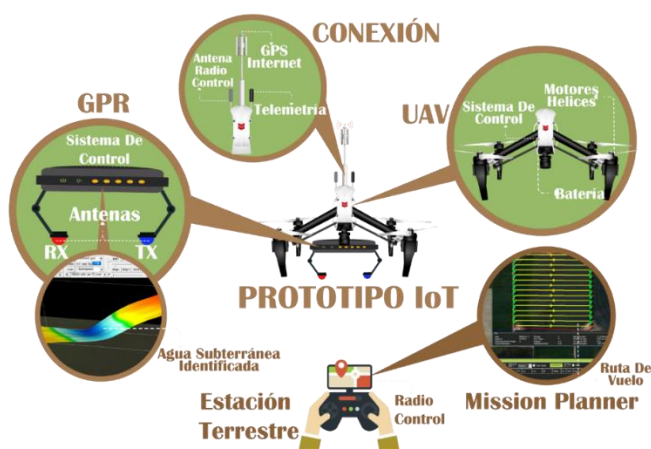 CONEXIÓN
GPS
Internet
Antena
Radio
Control
Telemetría
GPR
Sistema De
Control
Antenas
RX
TX
UAV
Motores
Helices
Sistema De
Control
Batería
PROTOTIPO IoT
Agua Subterránea
Identificada
Estación
Terrestre
Radio
Control
Mission Planner
Ruta De
Vuelo